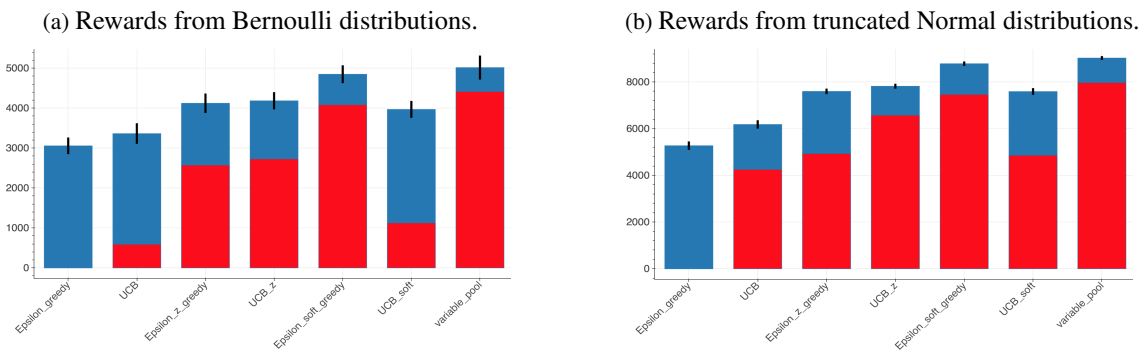 (a) Rewards from Bernoulli distributions.
5000
4000
3000
2000
1000
0
Epsilon_greedy
UCB
Epsilon_z_greedy
UCB_z
Epsilon_soft_greedy
UCB_soft
variable_pool
(b) Rewards from truncated Normal distributions.
8000
6000
4000
2000
0
Epsilon_greedy
UCB
Epsilon_z_greedy
UCB_z
Epsilon_soft_greedy
UCB_soft
variable_pool